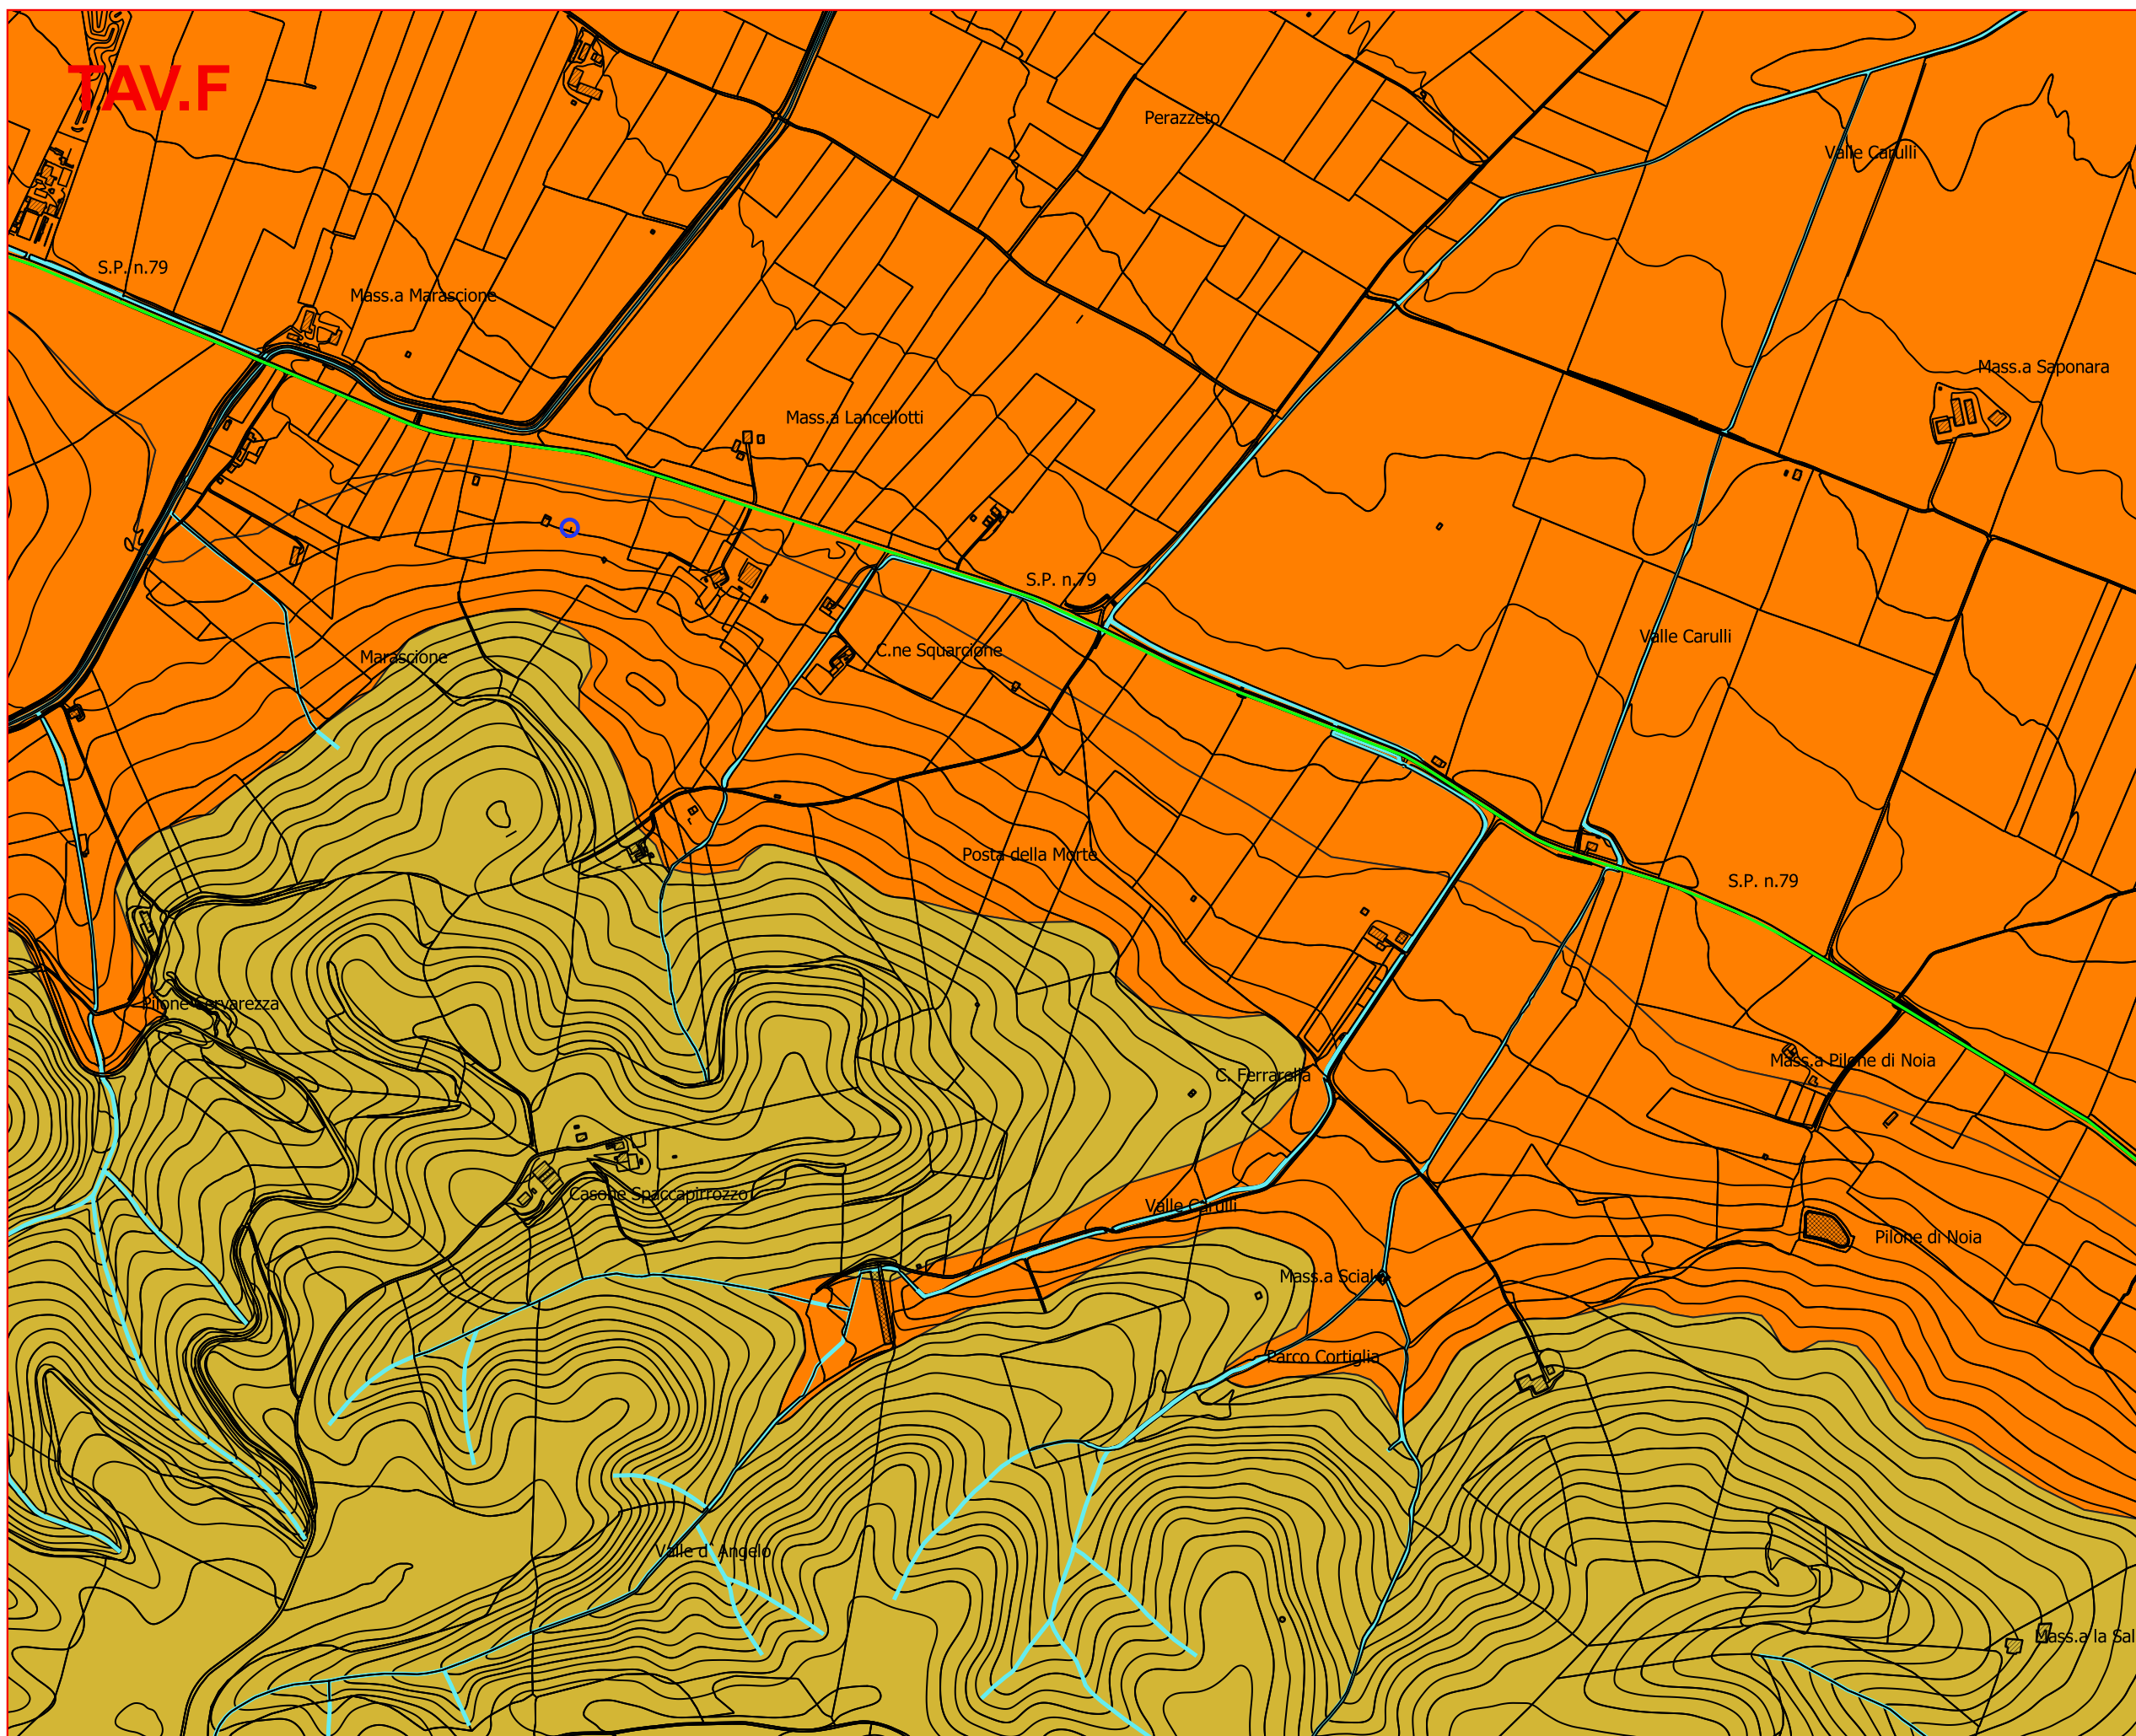 TAV.F
Perazzeto
Valle Carulli
S.P. n.79
Mass.a Marascione
Mass.a Saponara
Mass.a Lancellotti
S.P. n.79
Valle Carulli
C.ne Squarcione
Marascione
Posta della Morte
S.P. n.79
Pilone Cervarezza
Mass.a Pilone di Noia
C. Ferrarella
Casone Spaccapirrozzo
Valle Carulli
Pilone di Noia
Mass.a Scial
Parco Cortiglia
Valle d' Angelo
Mass.a la Sal